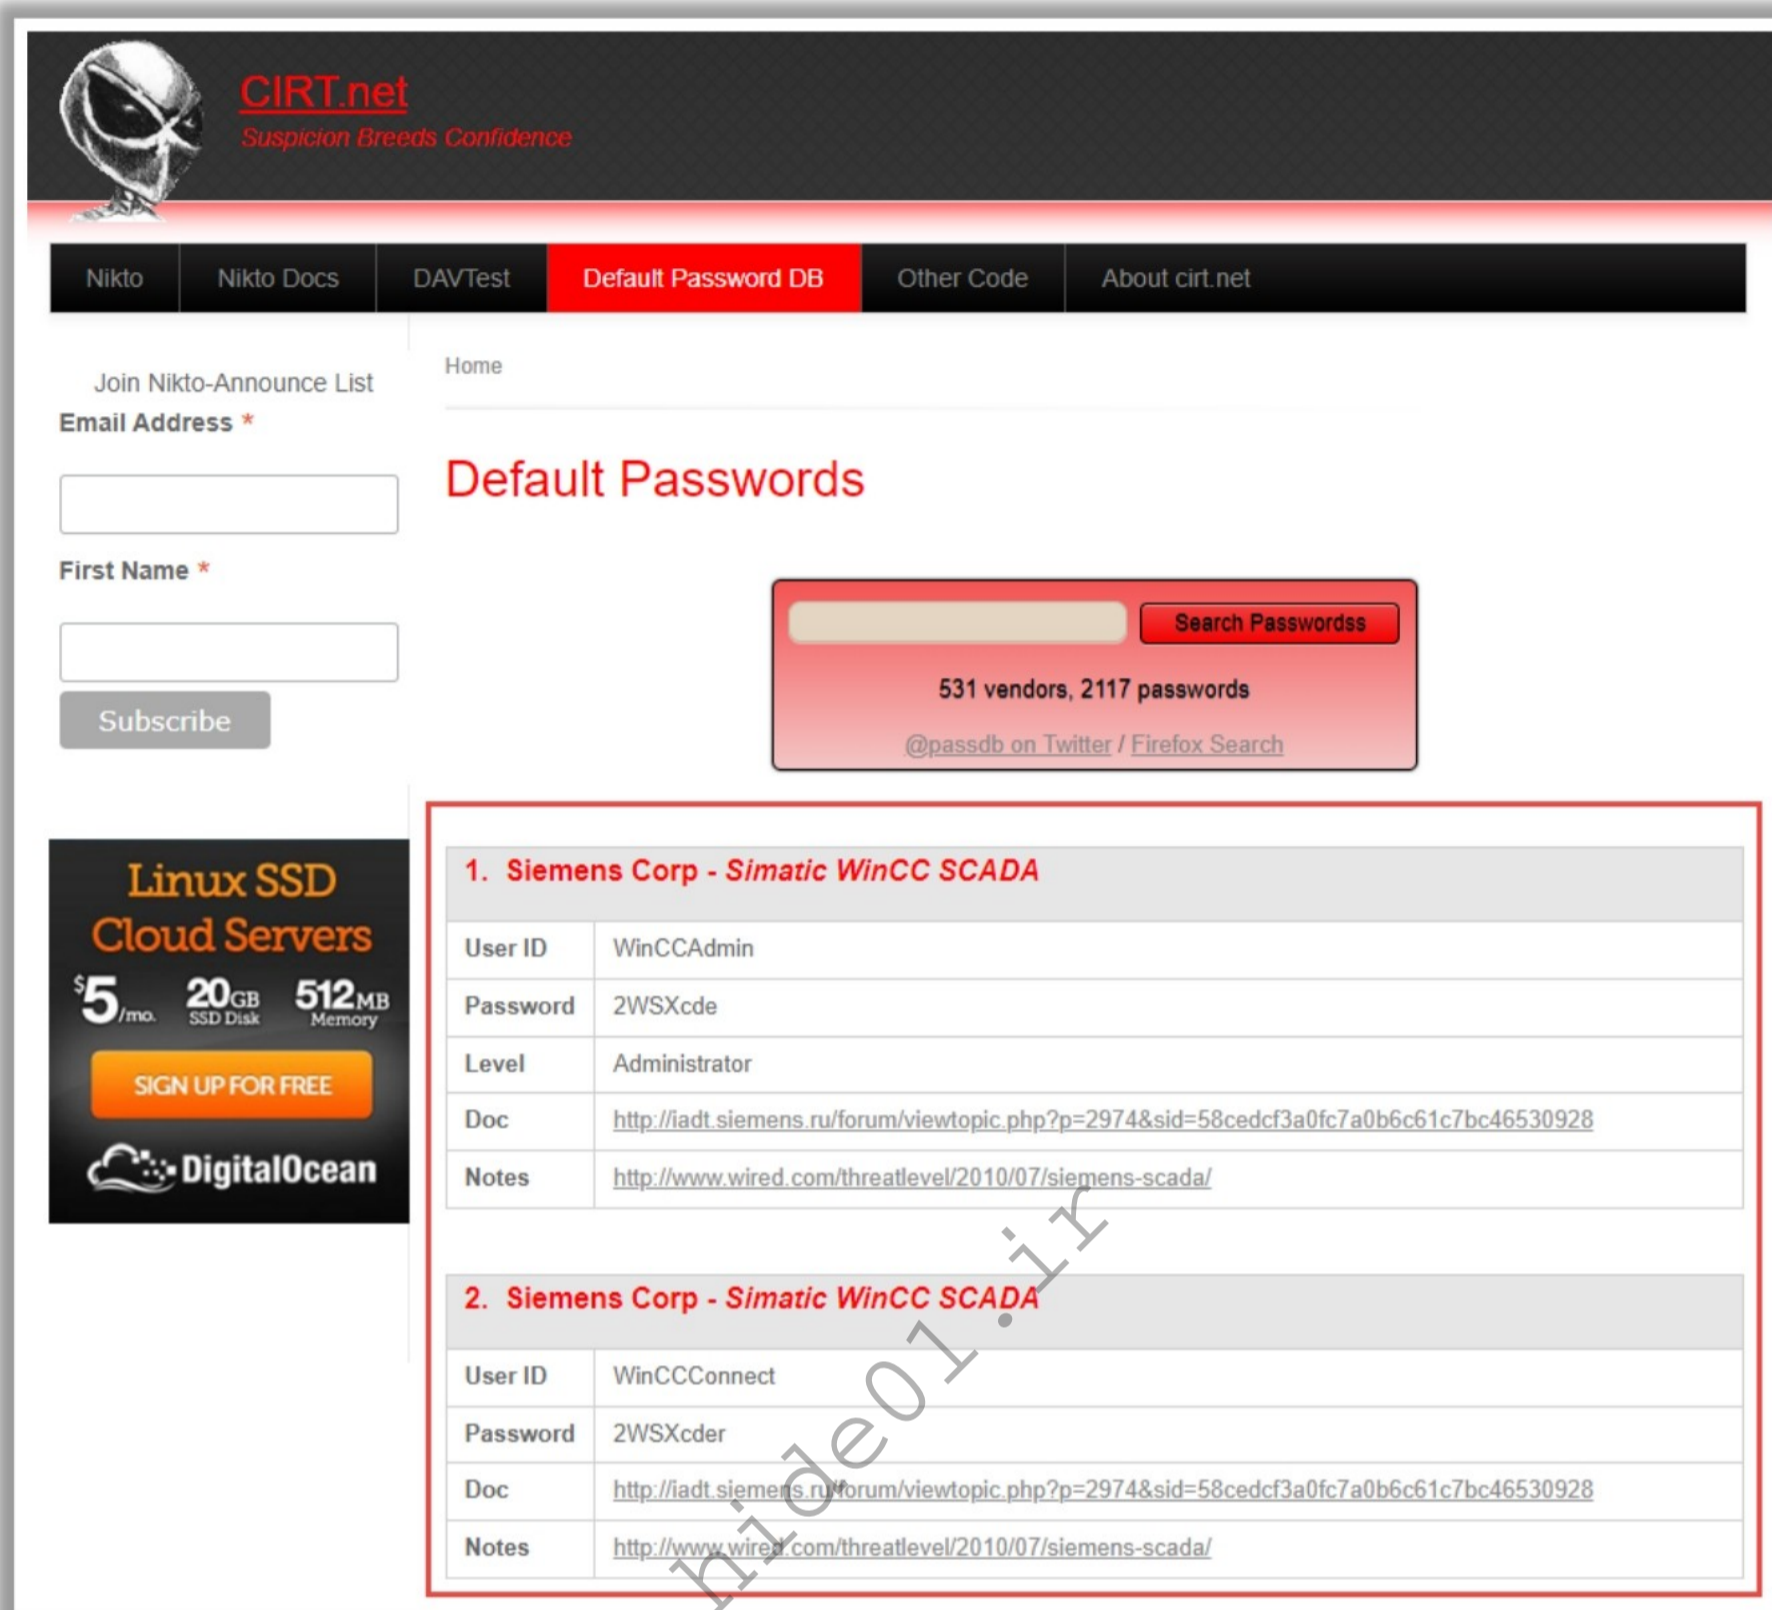 CIRT.net
Suspicion Breeds Confidence
Nikto Nikto Docs DAVTest Default Password DB Other Code About cirt.net
Join Nikto-Announce List
Email Address *
First Name *
Subscribe
Linux SSD
Cloud Servers
$5/mo. 20GB SSD Disk 512MB Memory
SIGN UP FOR FREE
DigitalOcean
Home
Default Passwords
Search Passwordss
531 vendors, 2117 passwords
@passdb on Twitter / Firefox Search
1. Siemens Corp - Simatic WinCC SCADA
User ID WinCCAdmin
Password 2WSXcde
Level Administrator
Doc http://iadt.siemens.ru/forum/viewtopic.php?p=2974&sid=58cedcf3a0fc7a0b6c61c7bc46530928
Notes http://www.wired.com/threatlevel/2010/07/siemens-scada/
2. Siemens Corp - Simatic WinCC SCADA
User ID WinCCConnect
Password 2WSXcder
Doc http://iadt.siemens.ru/forum/viewtopic.php?p=2974&sid=58cedcf3a0fc7a0b6c61c7bc46530928
Notes http://www.wired.com/threatlevel/2010/07/siemens-scada/
hide01.ir